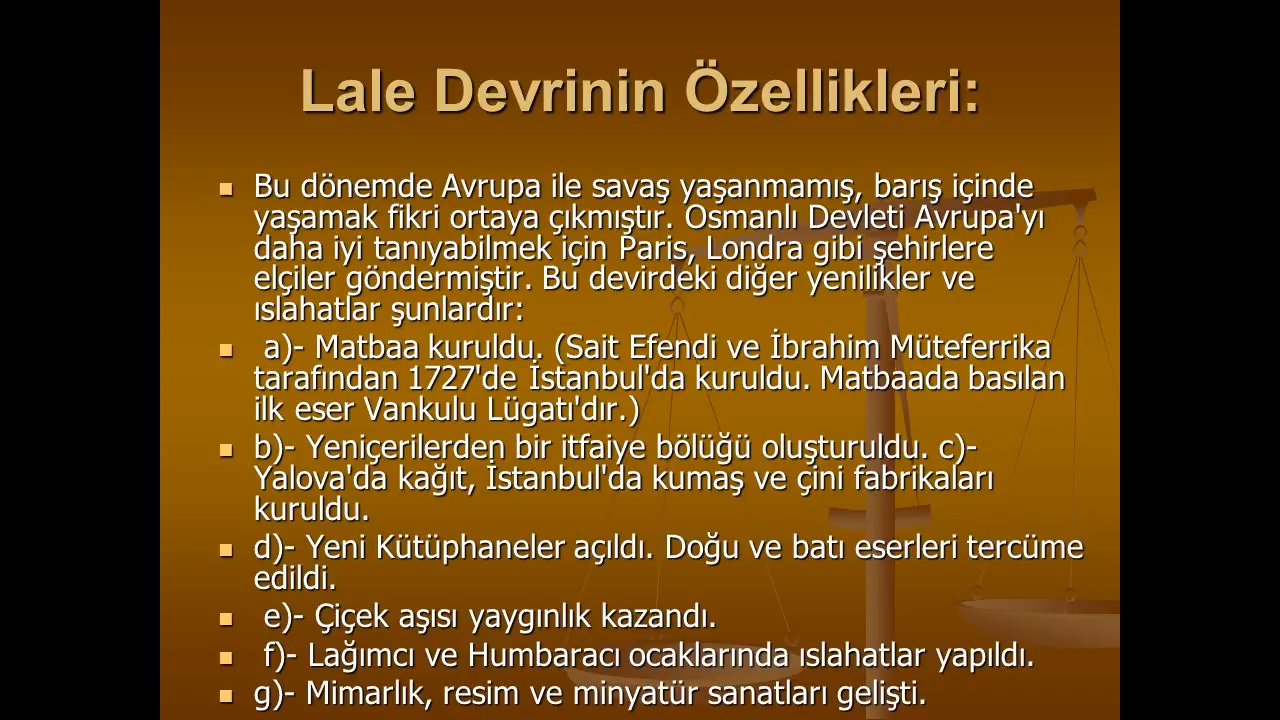 Lale Devrinin Özellikleri:
Bu dönemde Avrupa ile savaş yaşanmamış, barış içinde
yaşamak fikri ortaya çıkmıştır. Osmanlı Devleti Avrupa'yı
daha iyi tanıyabilmek için Paris, Londra gibi şehirlere
elçiler göndermiştir. Bu devirdeki diğer yenilikler ve
ıslahatlar şunlardır:
a)- Matbaa kuruldu. (Sait Efendi ve İbrahim Müteferrika
tarafından 1727'de İstanbul'da kuruldu. Matbaada basılan
ilk eser Vankulu Lügatı'dır.)
b)- Yeniçerilerden bir itfaiye bölüğü oluşturuldu. c)-
Yalova'da kağıt, İstanbul'da kumaş ve çini fabrikaları
kuruldu.
d)- Yeni Kütüphaneler açıldı. Doğu ve batı eserleri tercüme
edildi.
e)- Çiçek aşısı yaygınlık kazandı.
f)- Lağımcı ve Humbaracı ocaklarında ıslahatlar yapıldı.
g)- Mimarlık, resim ve minyatür sanatları gelişti.